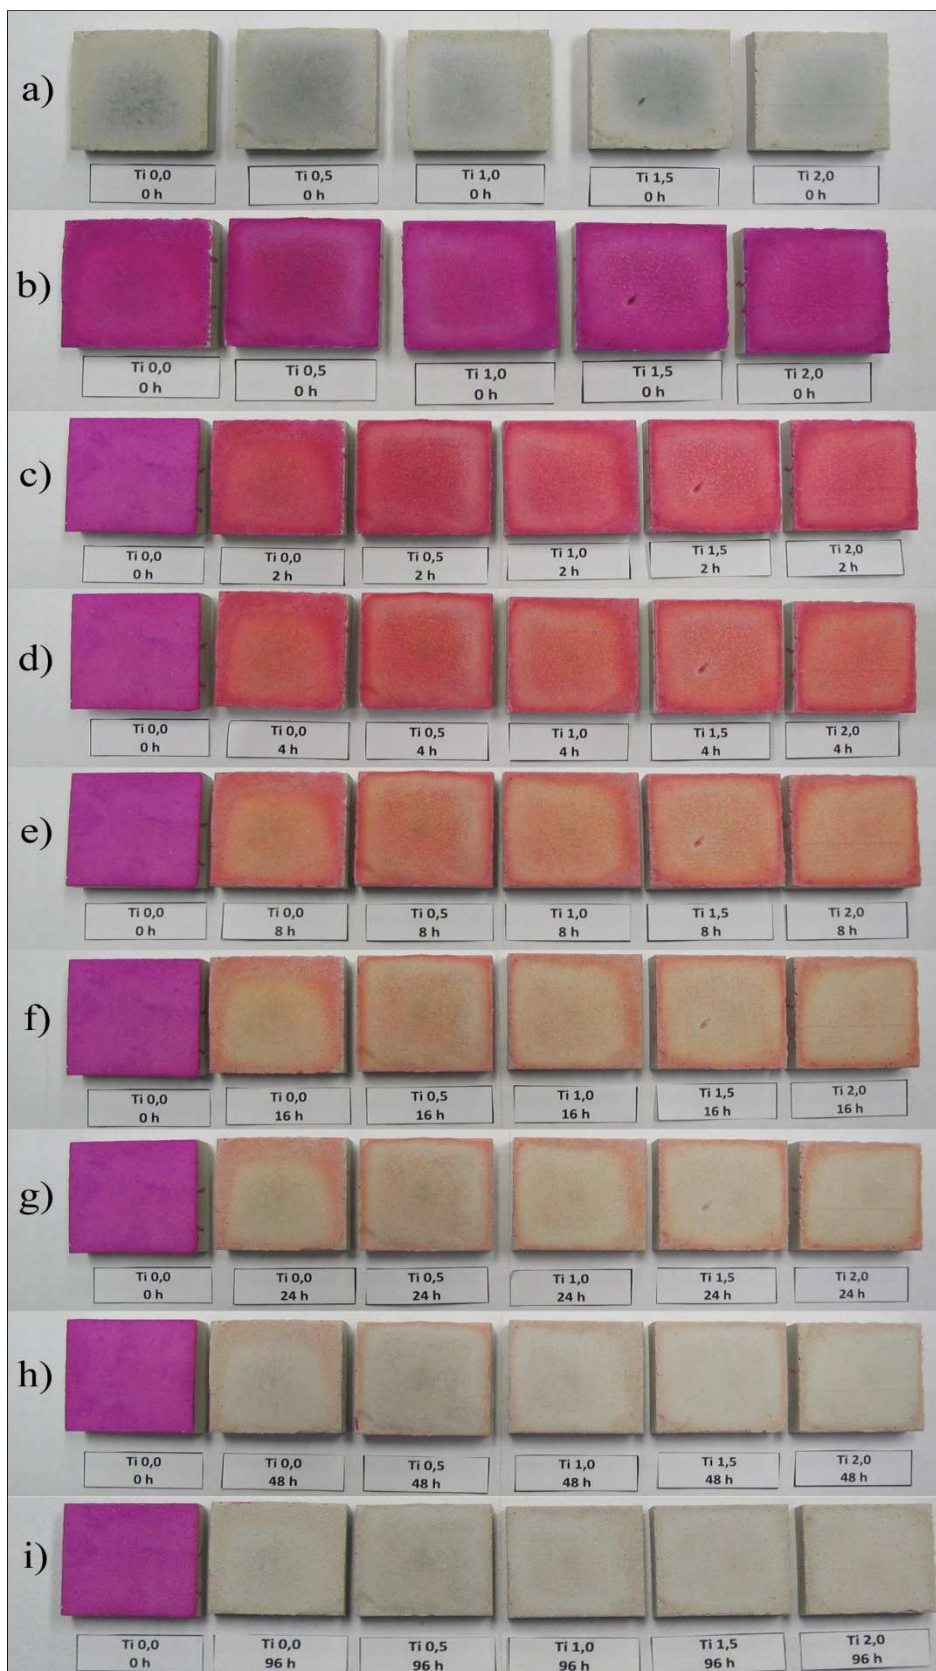 a)
Ti 0,0
0 h
Ti 0,5
0 h
Ti 1,0
0 h
Ti 1,5
0 h
Ti 2,0
0 h
b)
Ti 0,0
0 h
Ti 0,5
0 h
Ti 1,0
0 h
Ti 1,5
0 h
Ti 2,0
0 h
c)
Ti 0,0
0 h
Ti 0,0
2 h
Ti 0,5
2 h
Ti 1,0
2 h
Ti 1,5
2 h
Ti 2,0
2 h
d)
Ti 0,0
0 h
Ti 0,0
4 h
Ti 0,5
4 h
Ti 1,0
4 h
Ti 1,5
4 h
Ti 2,0
4 h
e)
Ti 0,0
0 h
Ti 0,0
8 h
Ti 0,5
8 h
Ti 1,0
8 h
Ti 1,5
8 h
Ti 2,0
8 h
f)
Ti 0,0
0 h
Ti 0,0
16 h
Ti 0,5
16 h
Ti 1,0
16 h
Ti 1,5
16 h
Ti 2,0
16 h
g)
Ti 0,0
0 h
Ti 0,0
24 h
Ti 0,5
24 h
Ti 1,0
24 h
Ti 1,5
24 h
Ti 2,0
24 h
h)
Ti 0,0
0 h
Ti 0,0
48 h
Ti 0,5
48 h
Ti 1,0
48 h
Ti 1,5
48 h
Ti 2,0
48 h
i)
Ti 0,0
0 h
Ti 0,0
96 h
Ti 0,5
96 h
Ti 1,0
96 h
Ti 1,5
96 h
Ti 2,0
96 h